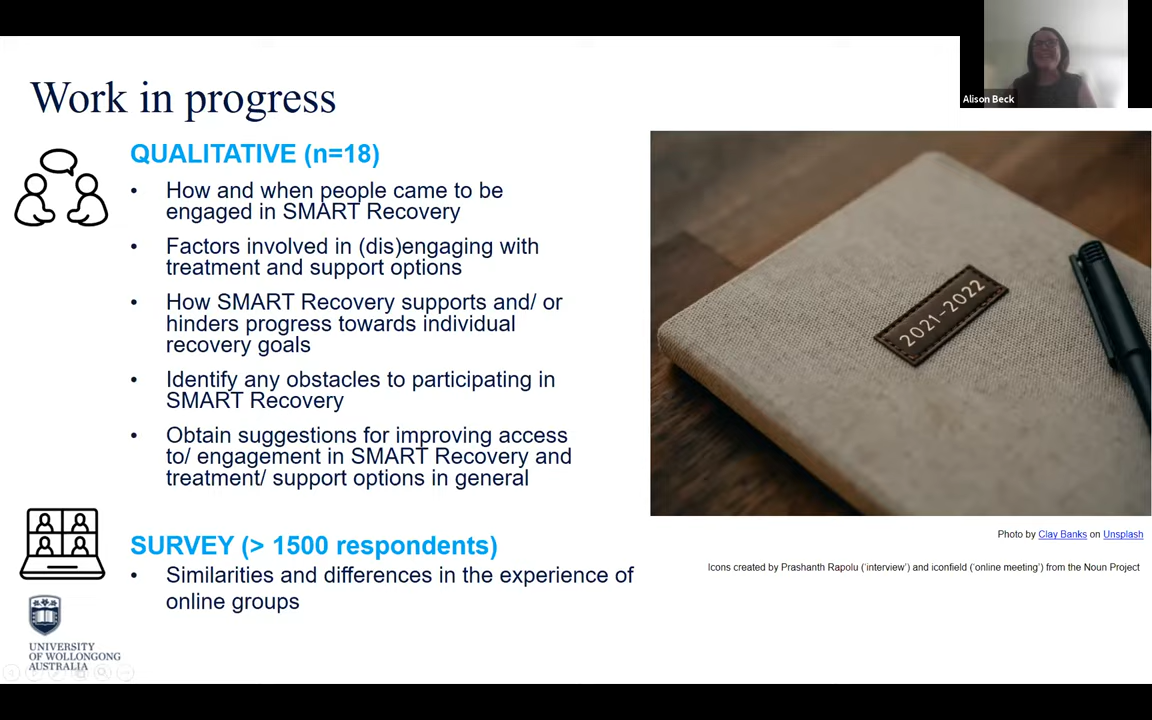 Alison Beck
Work in progress
QUALITATIVE (n=18)
• How and when people came to be
engaged in SMART Recovery
• Factors involved in (dis)engaging with
treatment and support options
• How SMART Recovery supports and/ or
hinders progress towards individual
recovery goals
• Identify any obstacles to participating in
SMART Recovery
• Obtain suggestions for improving access
to/ engagement in SMART Recovery and
treatment/ support options in general
SURVEY (> 1500 respondents)
• Similarities and differences in the experience of
online groups
UNIVERSITY
OF WOLLONGONG
AUSTRALIA
2021-2022
Photo by Clay Banks on Unsplash
Icons created by Prashanth Rapolu ('interview') and iconfield ('online meeting') from the Noun Project